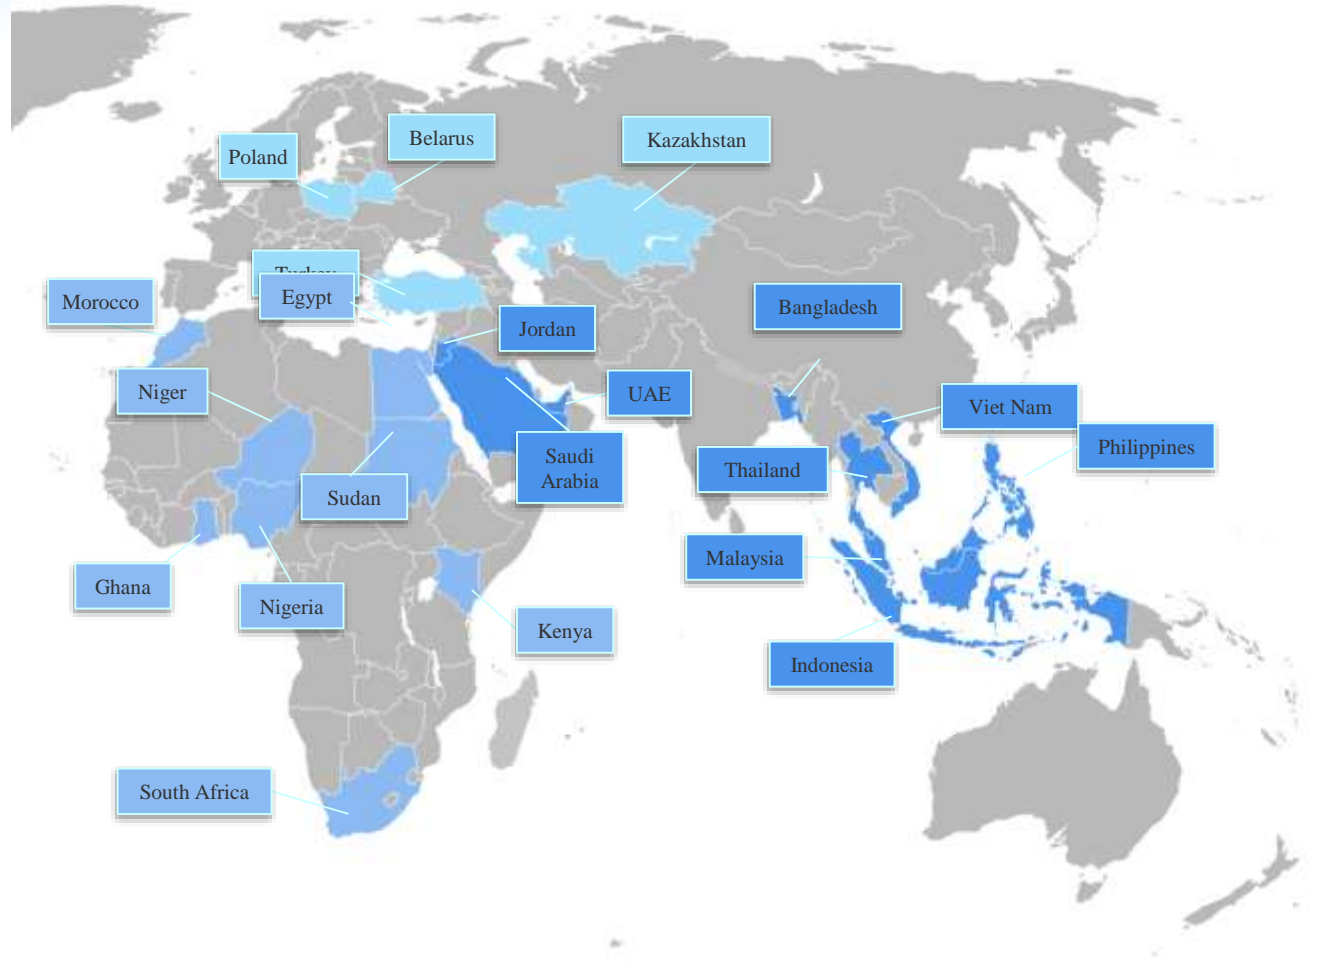 Belarus
Kazakhstan
Poland
Turkey
Egypt
Morocco
Bangladesh
Jordan
Niger
UAE
Viet Nam
Philippines
Saudi
Arabia
Thailand
Sudan
Malaysia
Ghana
Nigeria
Kenya
Indonesia
South Africa